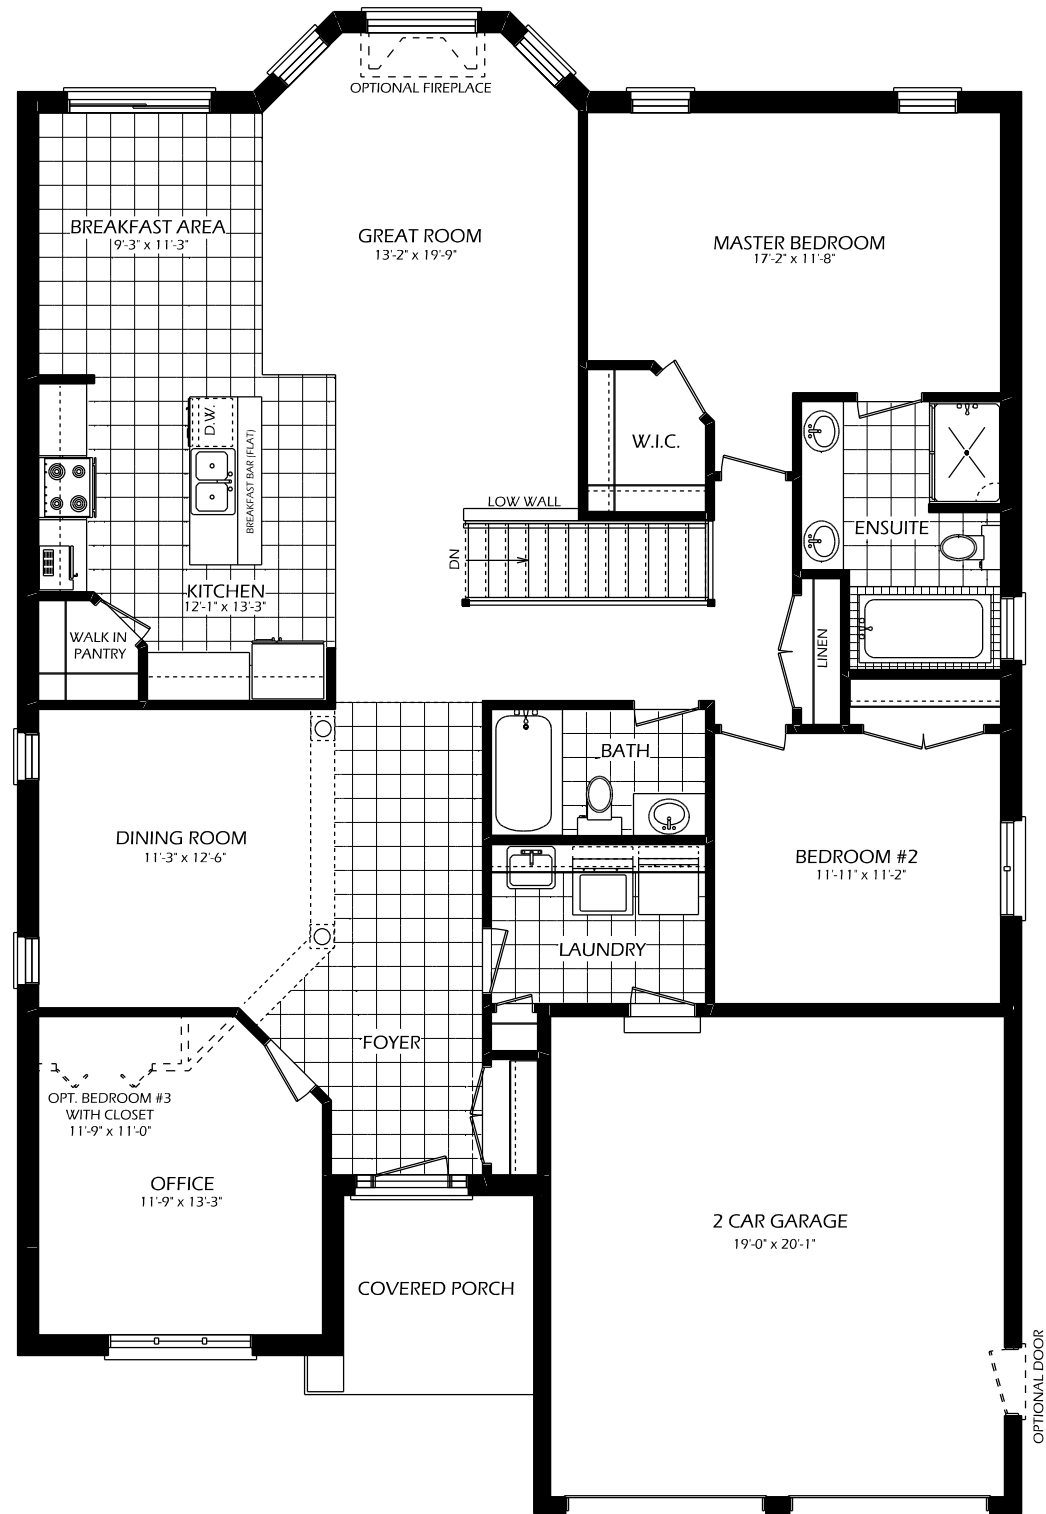 OPTIONAL FIREPLACE
BREAKFAST AREA
9'-3" x 11'-3"
GREAT ROOM
13'-2" x 19'-9"
MASTER BEDROOM
17'-2" x 11'-8"
D.W.
BREAKFAST BAR (FLAT)
W.I.C.
LOW WALL
DN
ENSUITE
KITCHEN
12'-1" x 13'-3"
WALK IN
PANTRY
LINEN
BATH
DINING ROOM
11'-3" x 12'-6"
BEDROOM #2
11'-11" x 11'-2"
LAUNDRY
FOYER
OPT. BEDROOM #3
WITH CLOSET
11'-9" x 11'-0"
OFFICE
11'-9" x 13'-3"
2 CAR GARAGE
19'-0" x 20'-1"
COVERED PORCH
OPTIONAL DOOR